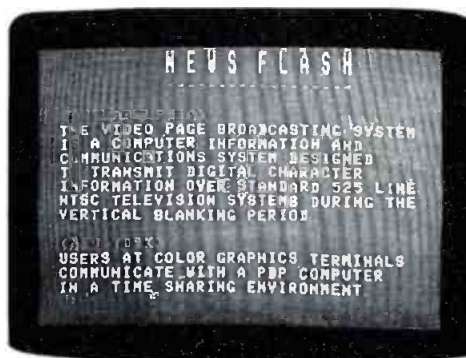 NEWS FLASH
THE VIDEO PAGE BROADCASTING SYSTEM
IS A COMPUTER INFORMATION AND
COMMUNICATIONS SYSTEM DESIGNED
TO TRANSMIT DIGITAL CHARACTER
INFORMATION OVER STANDARD 525 LINE
NTSC TELEVISION SYSTEMS DURING THE
VERTICAL BLANKING PERIOD
USERS AT COLOR GRAPHICS TERMINALS
COMMUNICATE WITH A PDP COMPUTER
IN A TIME SHARING ENVIRONMENT